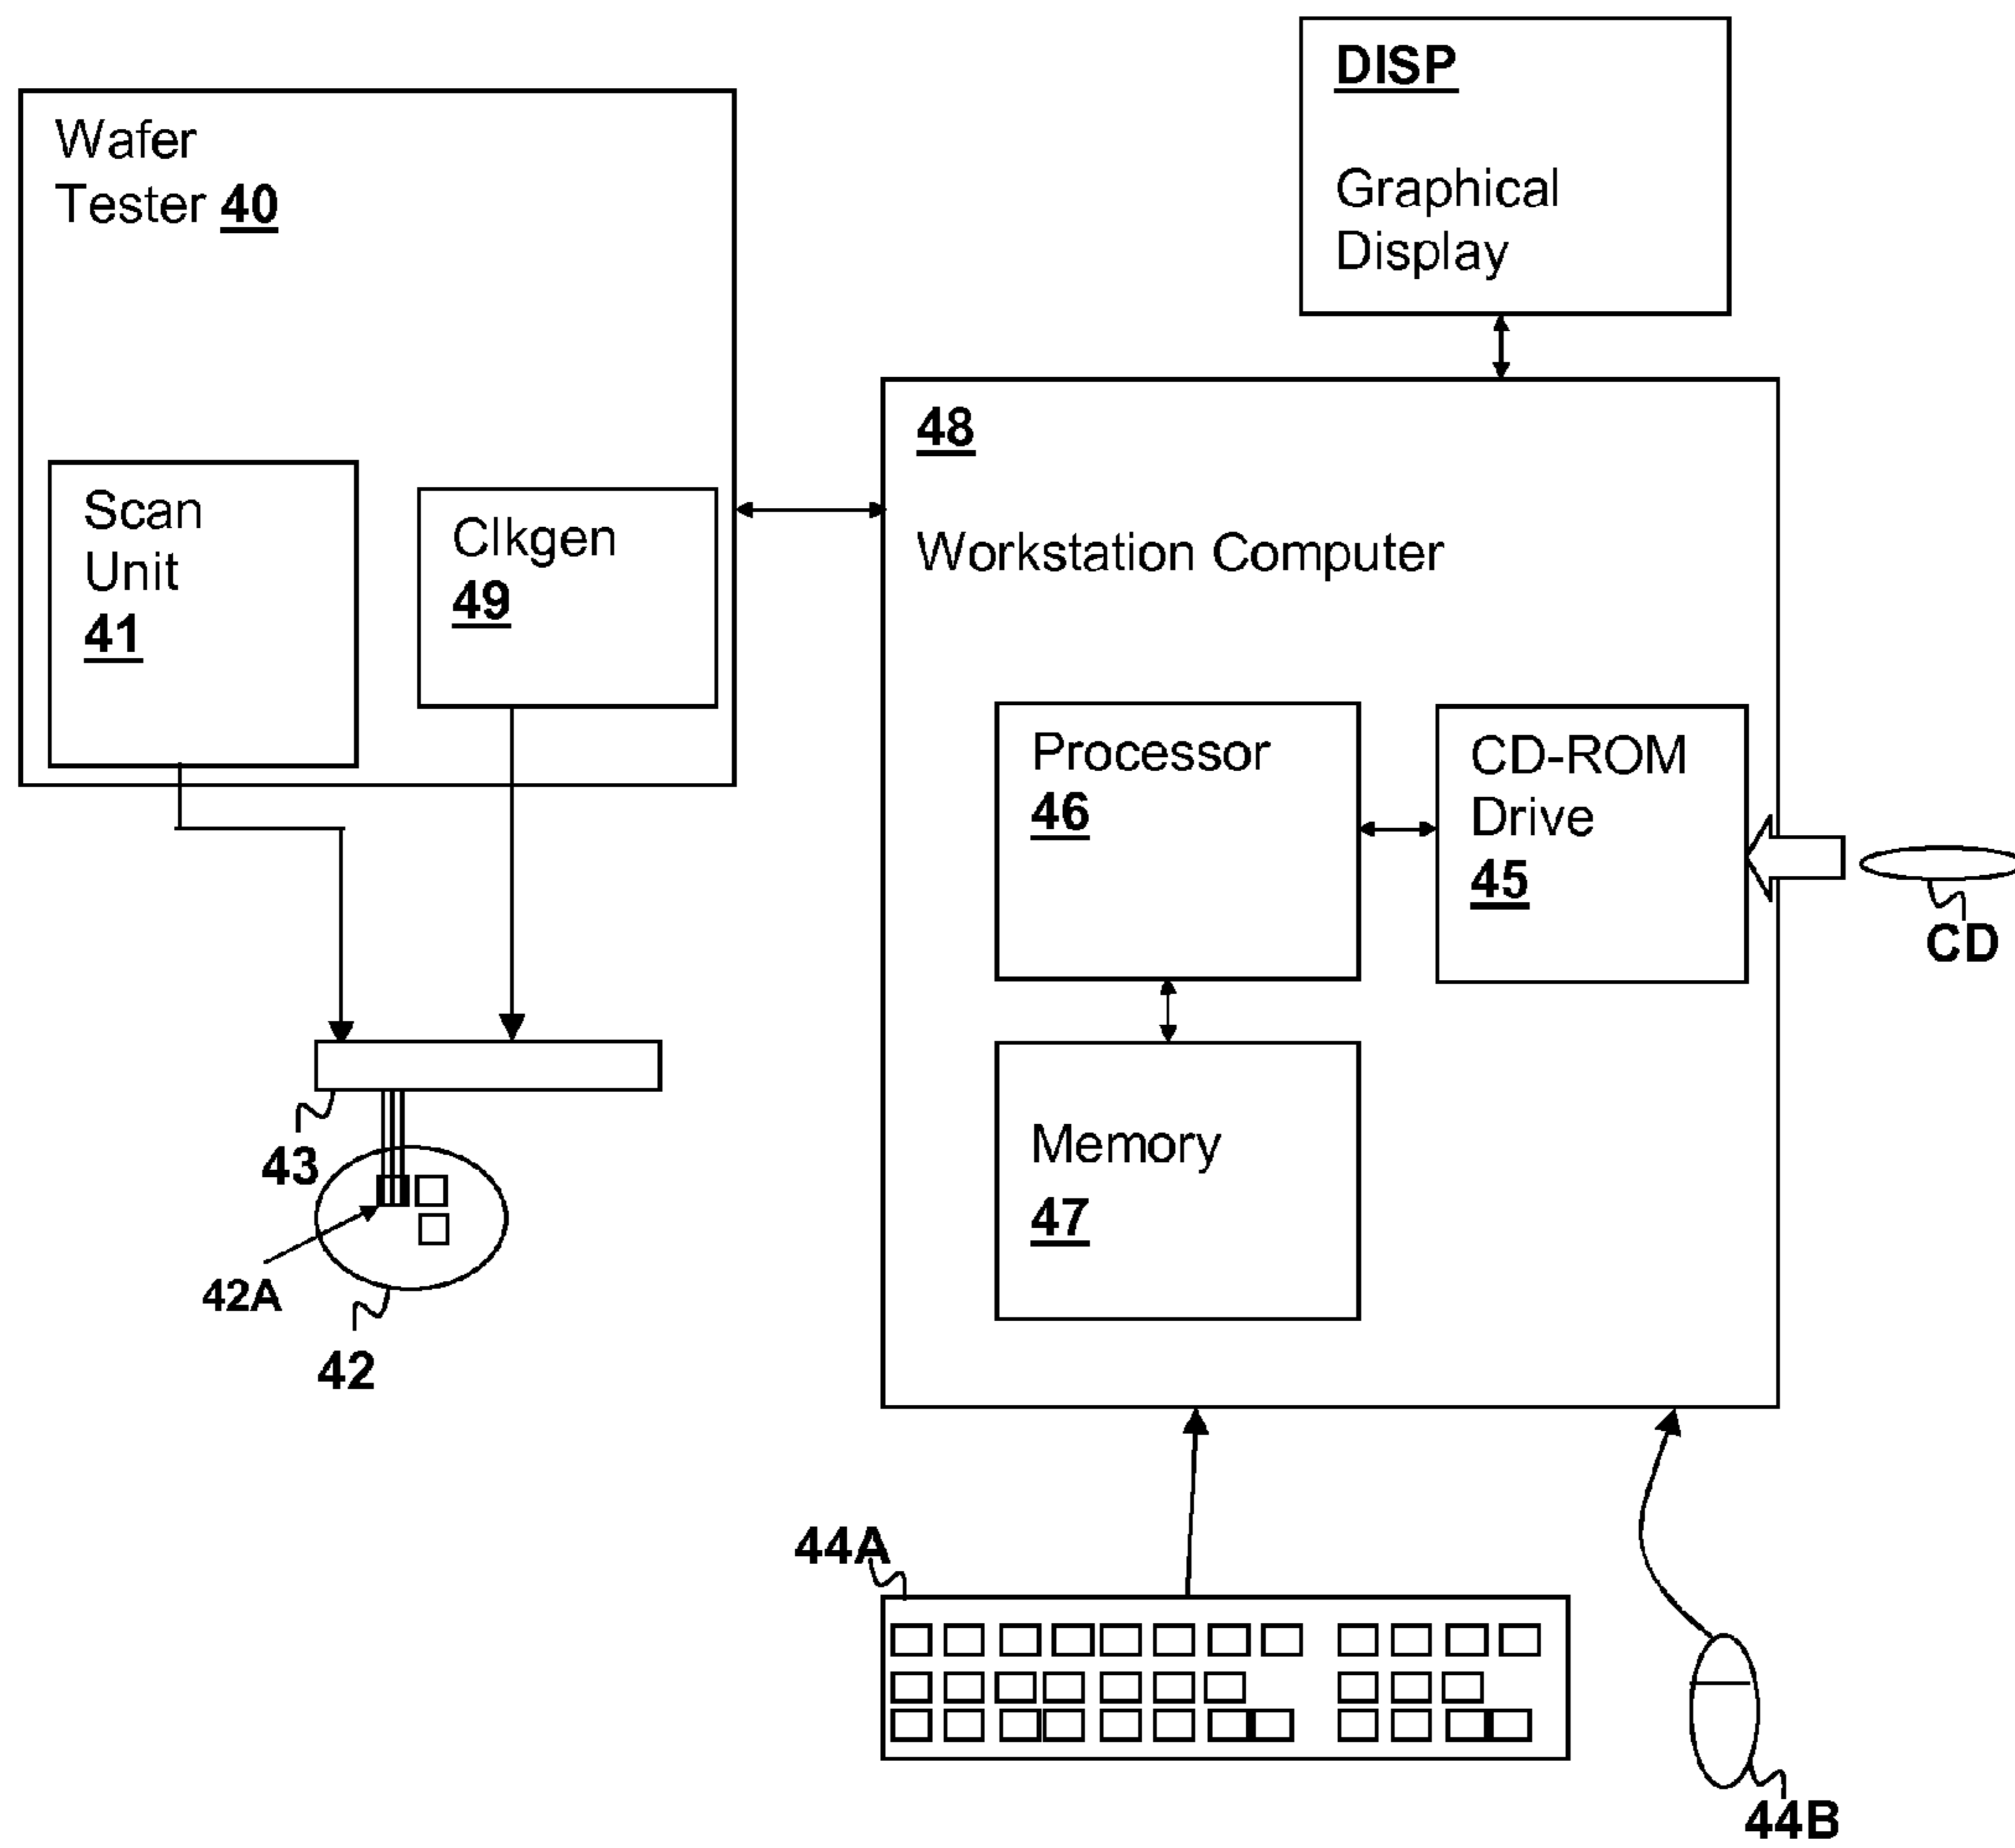 DISP
Graphical
Display
Wafer
Tester 40
Scan
Unit
41
Clkgen
49
48
Workstation Computer
Processor
46
CD-ROM
Drive
45
CD
Memory
47
43
42A
42
44A
44B